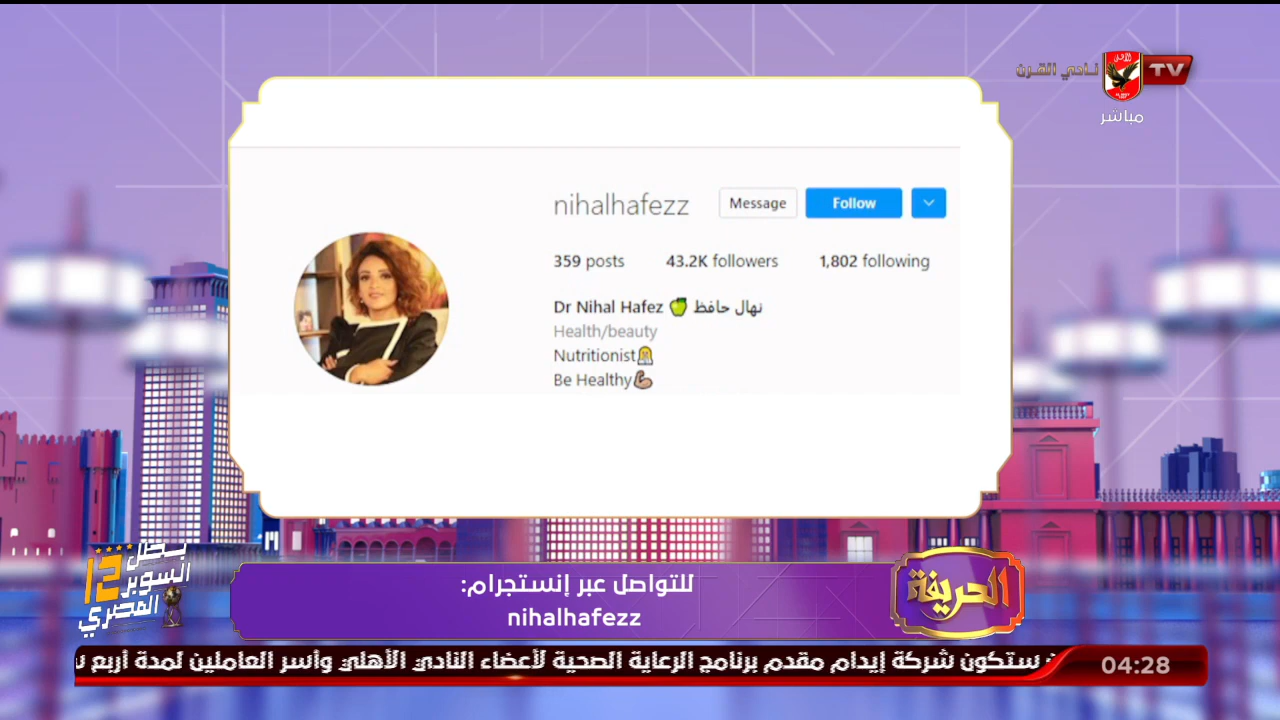 نادي القرن
TV
مباشر
nihalhafezz
Message
Follow
359 posts
43.2K followers
1,802 following
Dr Nihal Hafez 🍏 نهال حافظ
Health/beauty
Nutritionist👩‍⚕️
Be Healthy💪🏽
بطل
12
السوبر
المصري
للتواصل عبر إنستجرام:
nihalhafezz
الحريفة
ستكون شركة إيدام مقدم برنامج الرعاية الصحية لأعضاء النادي الأهلي وأسر العاملين لمدة أربع
04:28